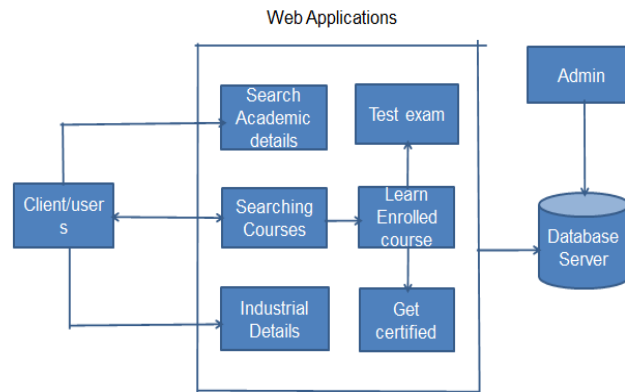 Web Applications
Search
Academic
details
Test exam
Admin
Client/user
s
Searching
Courses
Learn
Enrolled
course
Database
Server
Industrial
Details
Get
certified